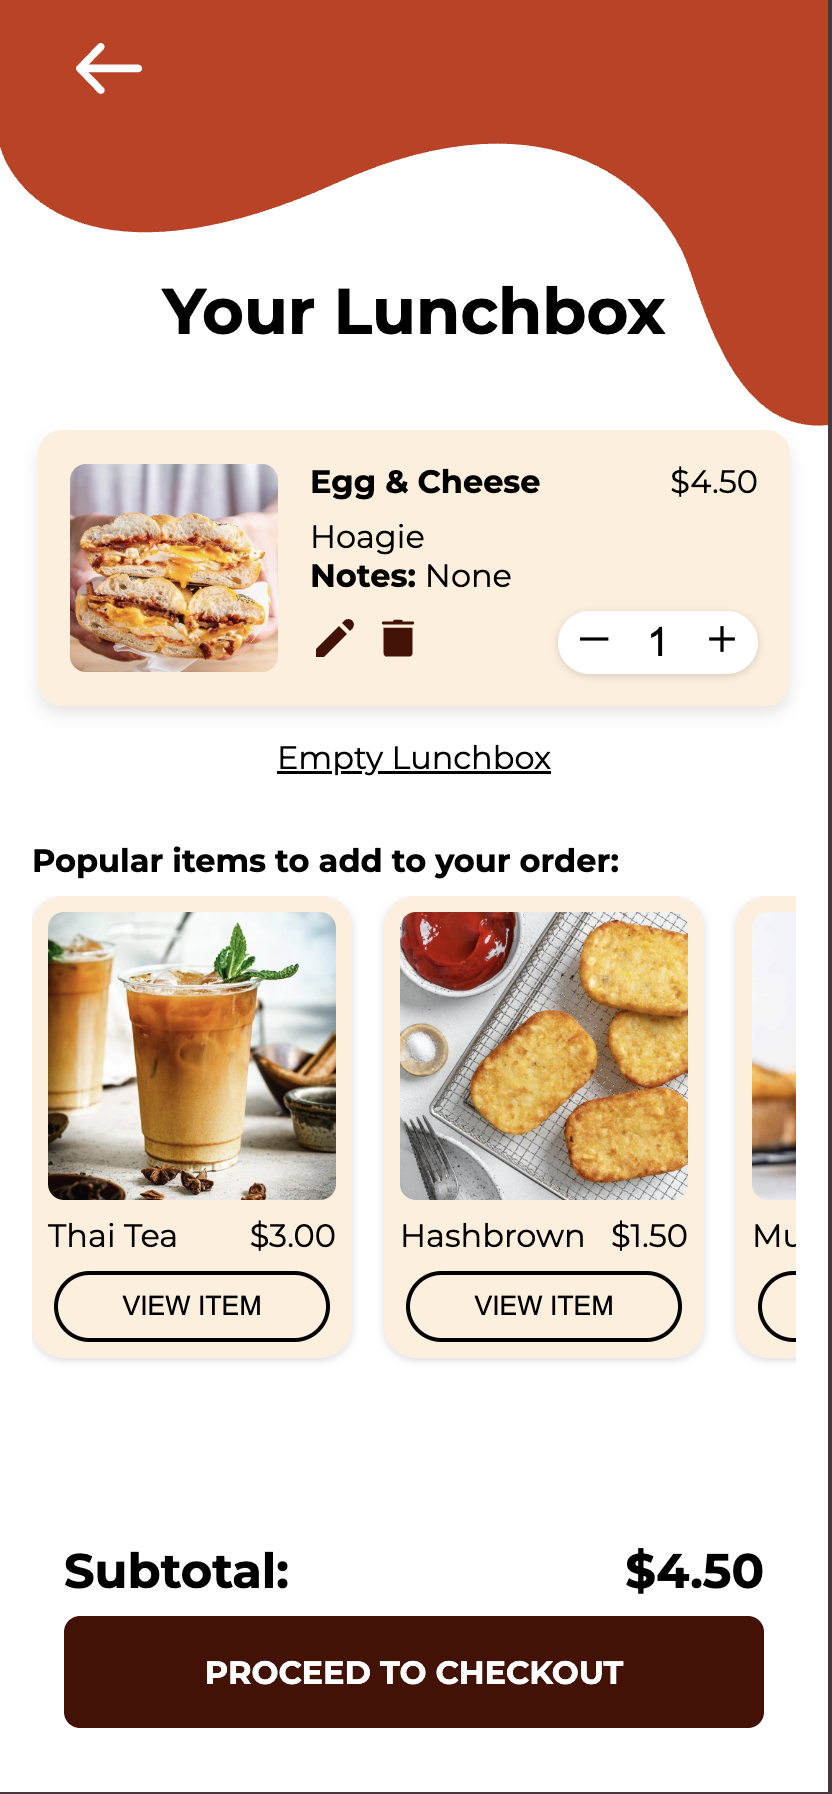 Your Lunchbox
Egg & Cheese $4.50
Hoagie
Notes: None
1
Empty Lunchbox
Popular items to add to your order:
Thai Tea $3.00
Hashbrown $1.50
Mu
VIEW ITEM
VIEW ITEM
Subtotal: $4.50
PROCEED TO CHECKOUT